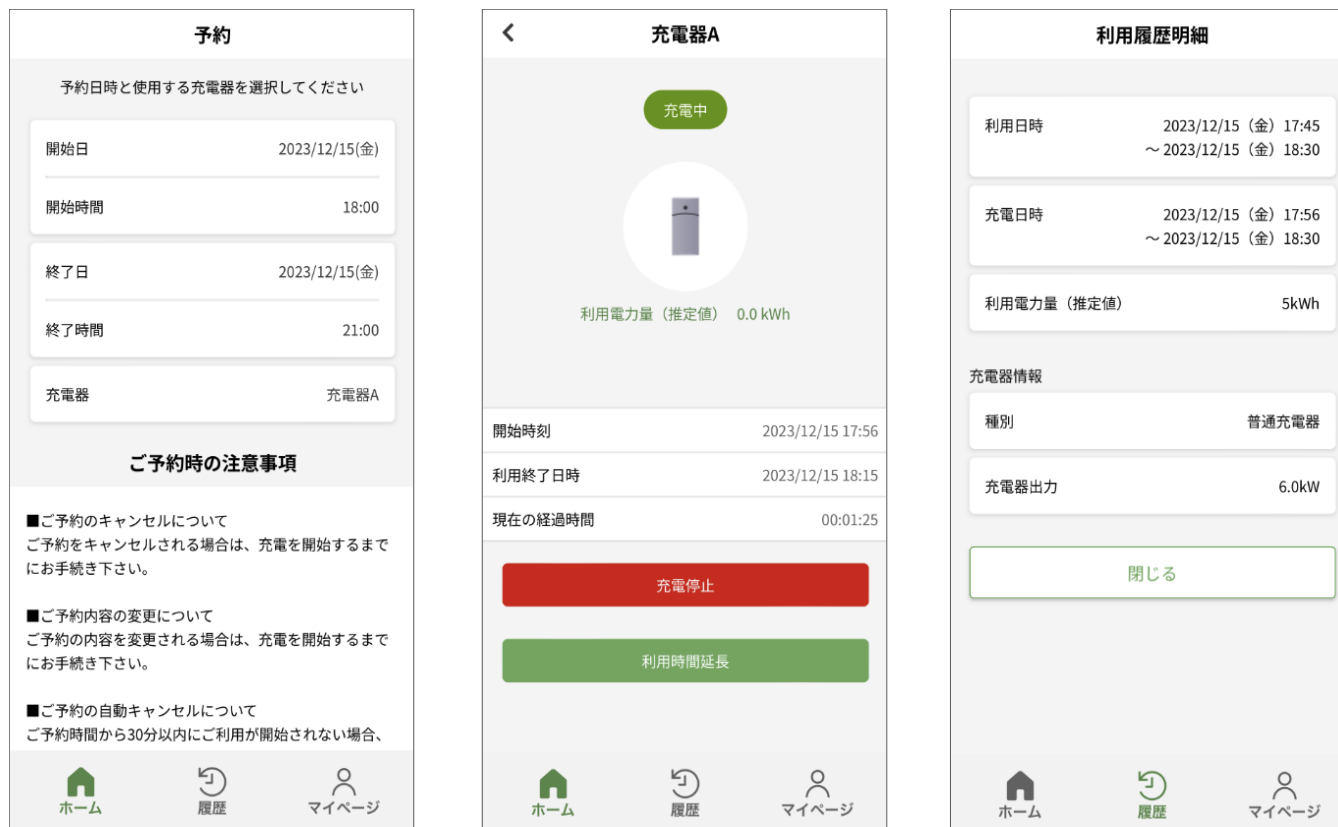 予約
予約日時と使用する充電器を選択してください
開始日 2023/12/15(金)
開始時間 18:00
終了日 2023/12/15(金)
終了時間 21:00
充電器 充電器A
ご予約時の注意事項
■ご予約のキャンセルについて
ご予約をキャンセルされる場合は、充電を開始するまで
にお手続き下さい。
■ご予約内容の変更について
ご予約の内容を変更される場合は、充電を開始するまで
にお手続き下さい。
■ご予約の自動キャンセルについて
ご予約時間から30分以内にご利用が開始されない場合、
ホーム 履歴 マイページ
充電器A
充電中
利用電力量（推定値） 0.0 kWh
開始時刻 2023/12/15 17:56
利用終了日時 2023/12/15 18:15
現在の経過時間 00:01:25
充電停止
利用時間延長
ホーム 履歴 マイページ
利用履歴明細
利用日時 2023/12/15（金）17:45
～2023/12/15（金）18:30
充電日時 2023/12/15（金）17:56
～2023/12/15（金）18:30
利用電力量（推定値） 5kWh
充電器情報
種別 普通充電器
充電器出力 6.0kW
閉じる
ホーム 履歴 マイページ